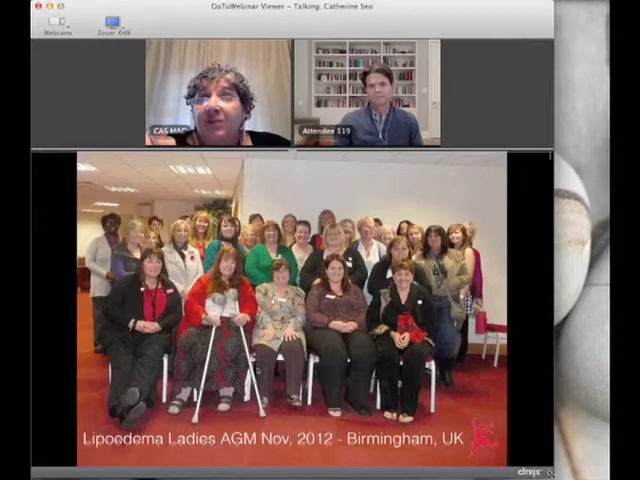 GoToWebinar Viewer - Talking: Catherine Seo
Webcams
Zoom: 64%
CAS MAC
Attendee 119
Lipoedema Ladies AGM Nov, 2012 - Birmingham, UK
citrix